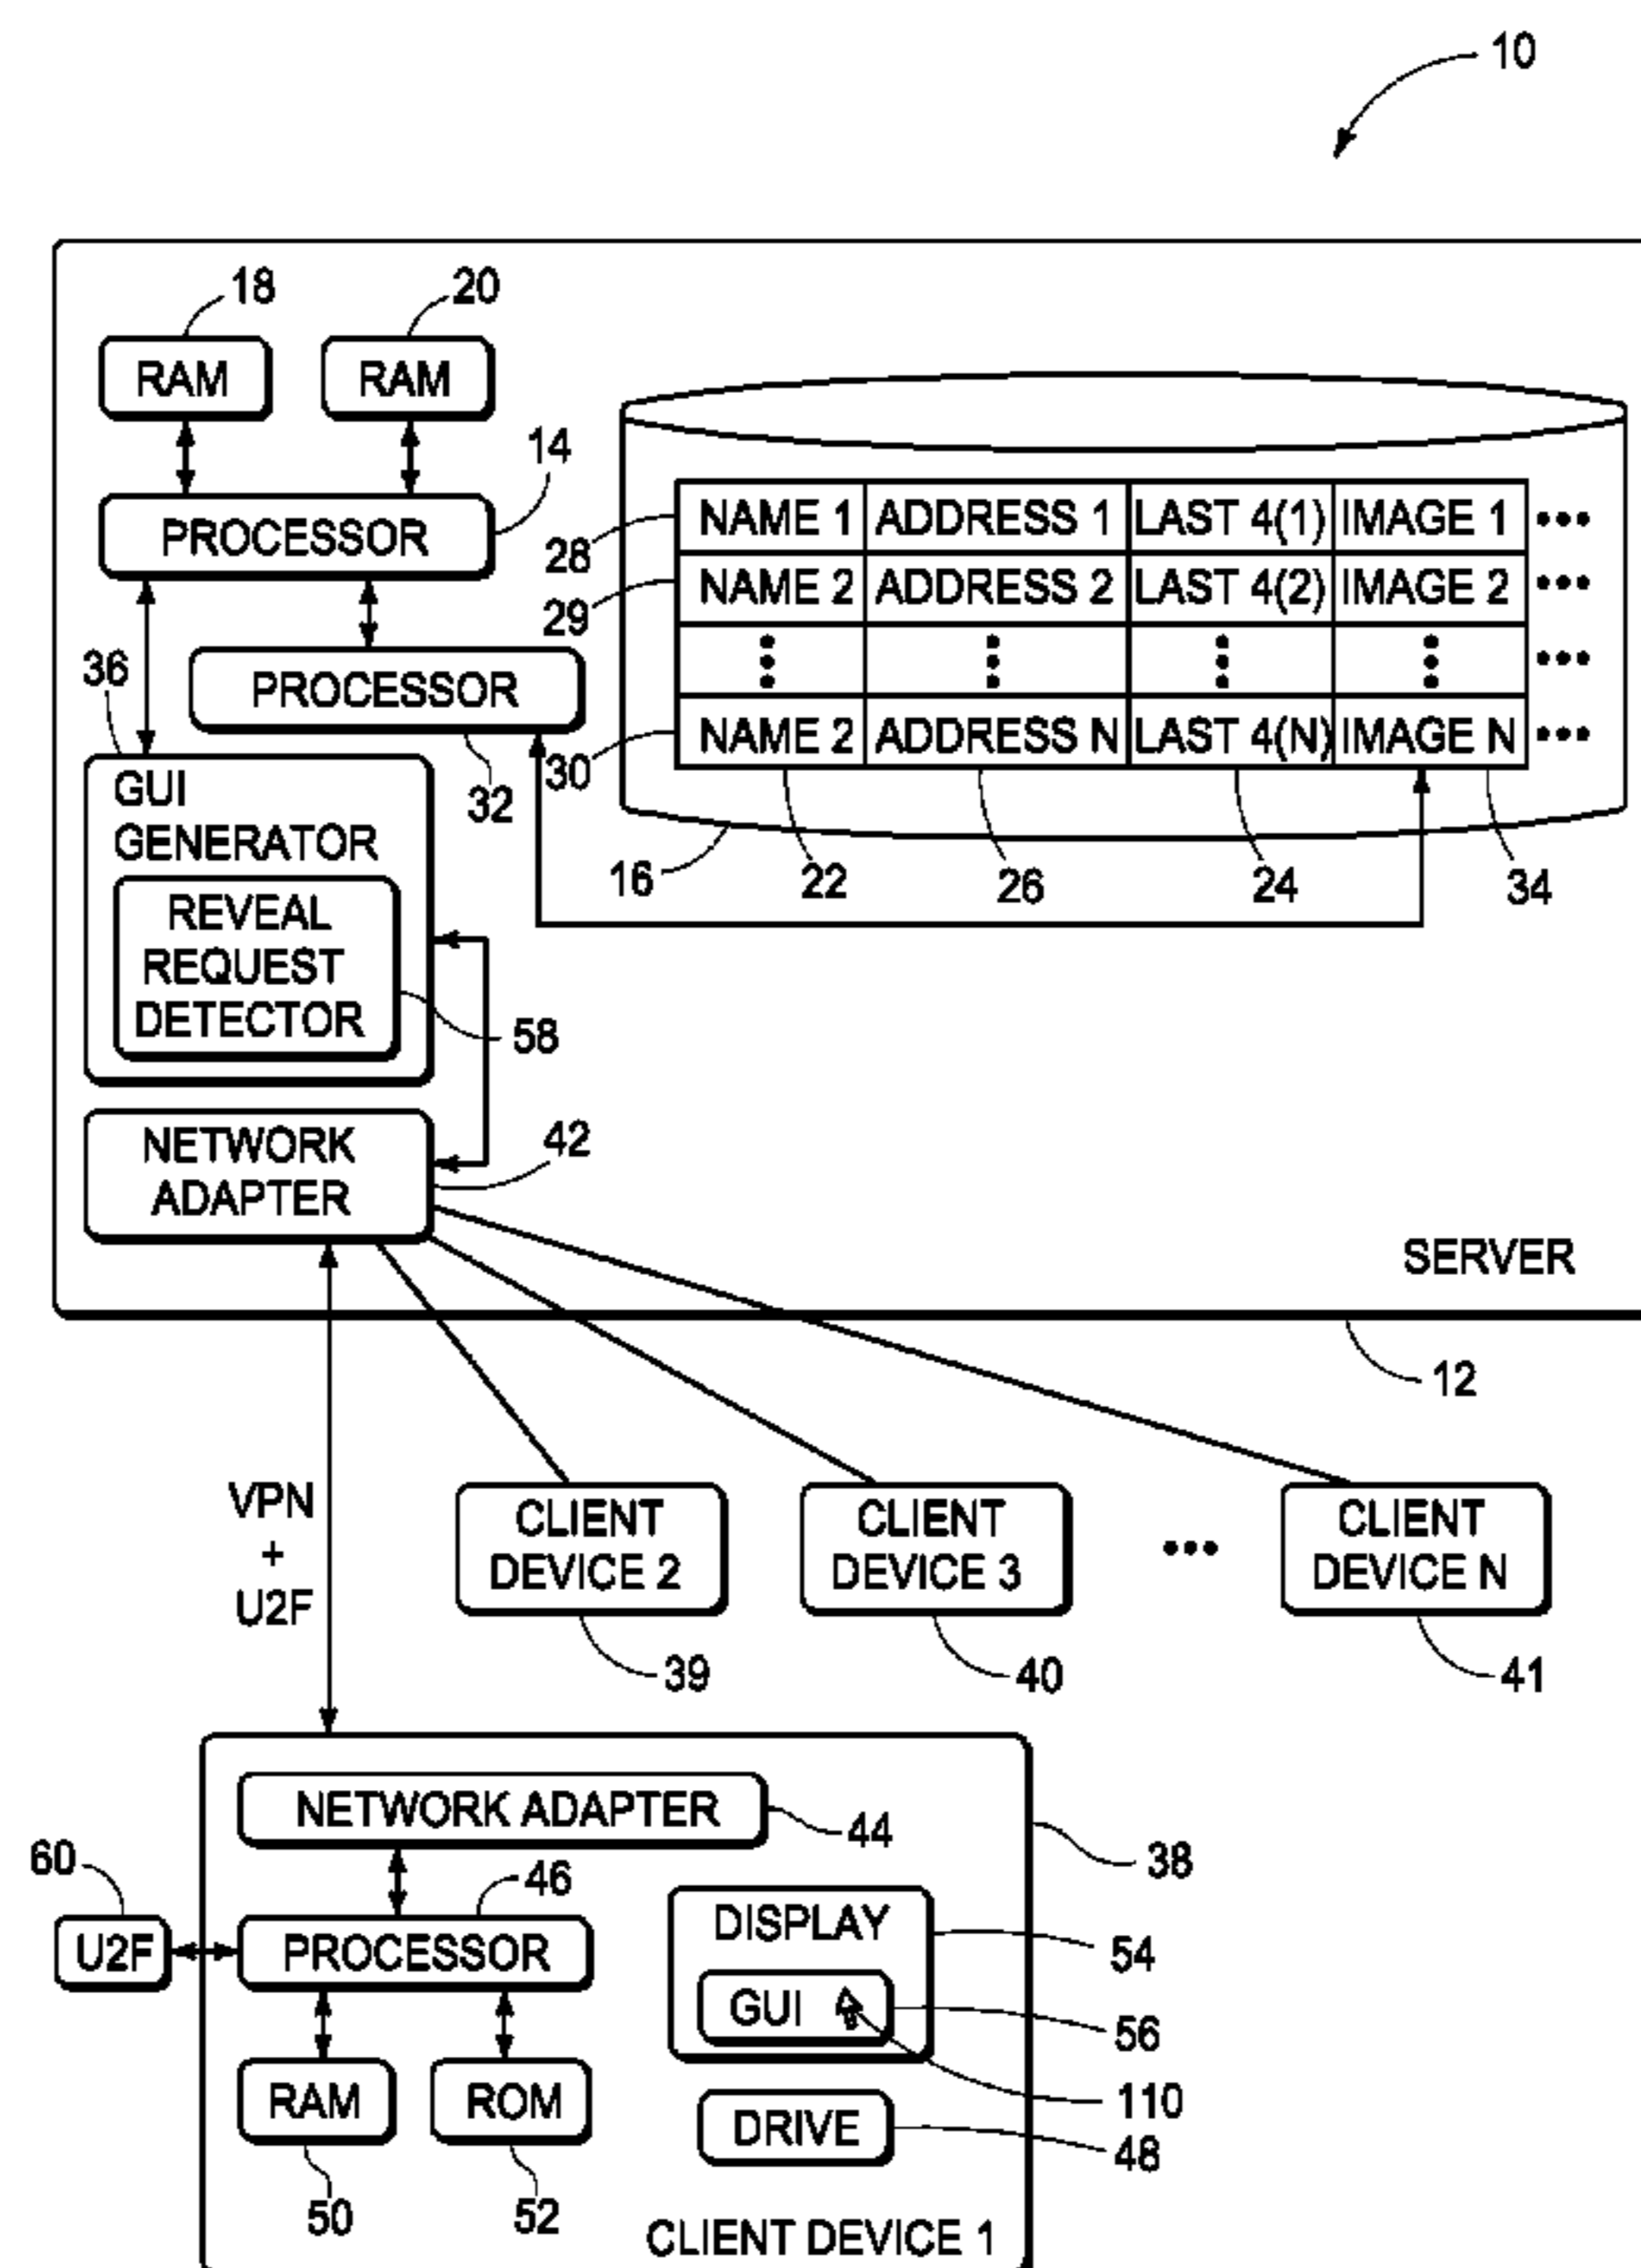 10
18
20
RAM
RAM
14
PROCESSOR
NAME 1 ADDRESS 1 LAST 4(1) IMAGE 1 •••
28
NAME 2 ADDRESS 2 LAST 4(2) IMAGE 2 •••
29
36
PROCESSOR
NAME 2 ADDRESS N LAST 4(N) IMAGE N •••
30
32
GUI
GENERATOR
16
22
26
24
34
REVEAL
REQUEST
DETECTOR
58
NETWORK
ADAPTER
42
SERVER
12
VPN
+
U2F
CLIENT
DEVICE 2
CLIENT
DEVICE 3
•••
CLIENT
DEVICE N
39
40
41
NETWORK ADAPTER
44
38
60
46
U2F
PROCESSOR
DISPLAY
54
GUI
56
RAM
ROM
110
DRIVE
48
50
52
CLIENT DEVICE 1